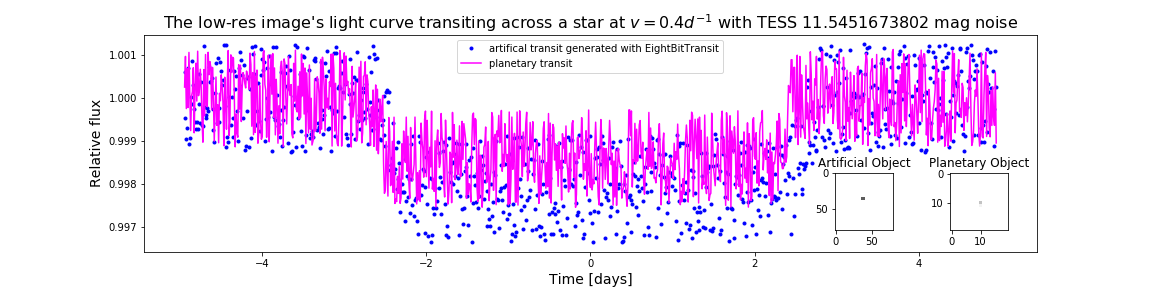 The low-res image's light curve transiting across a star at v = 0.4d⁻¹ with TESS 11.5451673802 mag noise
artifical transit generated with EightBitTransit
planetary transit
Relative flux
1.001
1.000
0.999
0.998
0.997
Artificial Object
0
50
0
50
Planetary Object
0
10
0
10
−4
−2
0
2
4
Time [days]